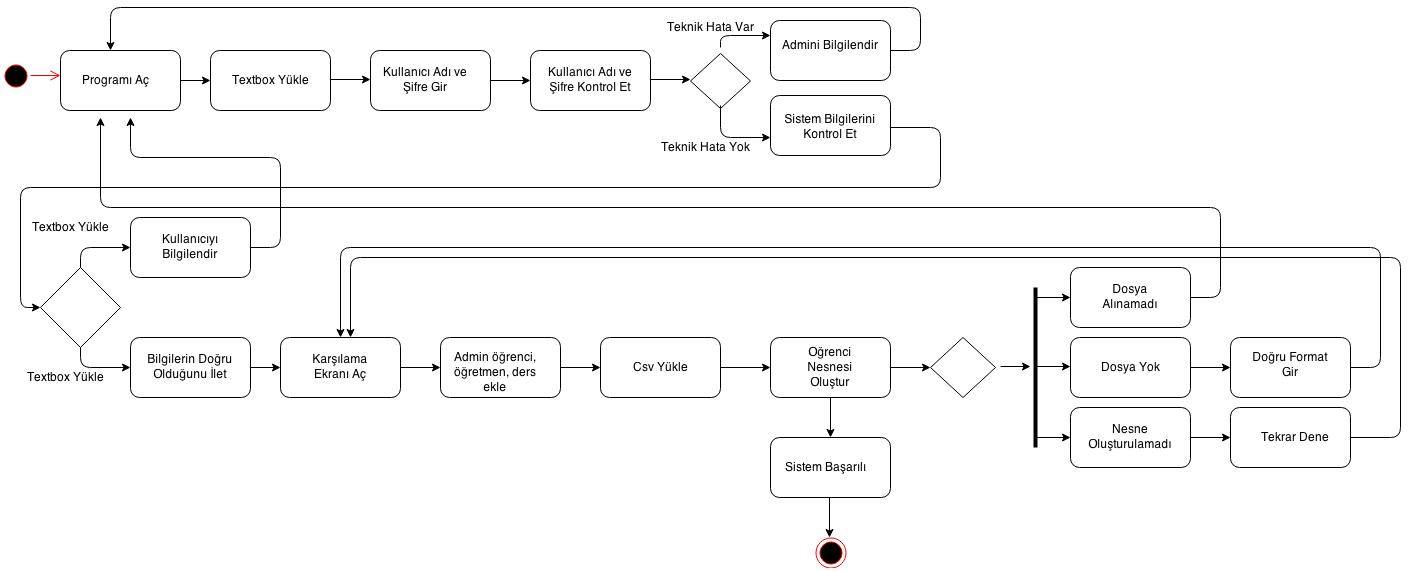 Teknik Hata Var
Admini Bilgilendir
Programı Aç
Textbox Yükle
Kullanıcı Adı ve
Şifre Gir
Kullanıcı Adı ve
Şifre Kontrol Et
Sistem Bilgilerini
Kontrol Et
Teknik Hata Yok
Textbox Yükle
Kullanıcıyı
Bilgilendir
Textbox Yükle
Bilgilerin Doğru
Olduğunu İlet
Karşılama
Ekranı Aç
Admin öğrenci,
öğretmen, ders
ekle
Csv Yükle
Öğrenci
Nesnesi
Oluştur
Dosya
Alınamadı
Dosya Yok
Doğru Format
Gir
Nesne
Oluşturulamadı
Tekrar Dene
Sistem Başarılı